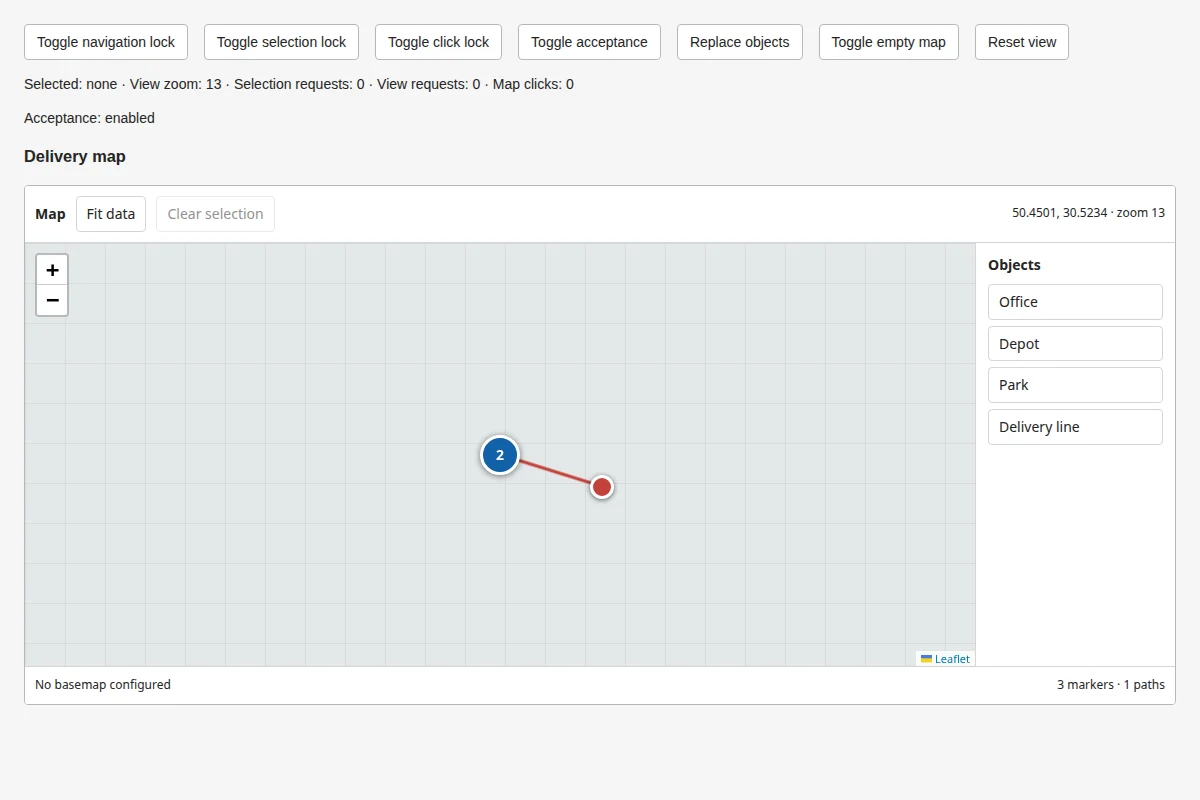 Toggle navigation lock Toggle selection lock Toggle click lock Toggle acceptance Replace objects Toggle empty map Reset view
Selected: none · View zoom: 13 · Selection requests: 0 · View requests: 0 · Map clicks: 0
Acceptance: enabled
Delivery map
Map Fit data Clear selection 50.4501, 30.5234 · zoom 13
+
−
Objects
Office
Depot
Park
Delivery line
2
Leaflet
No basemap configured 3 markers · 1 paths